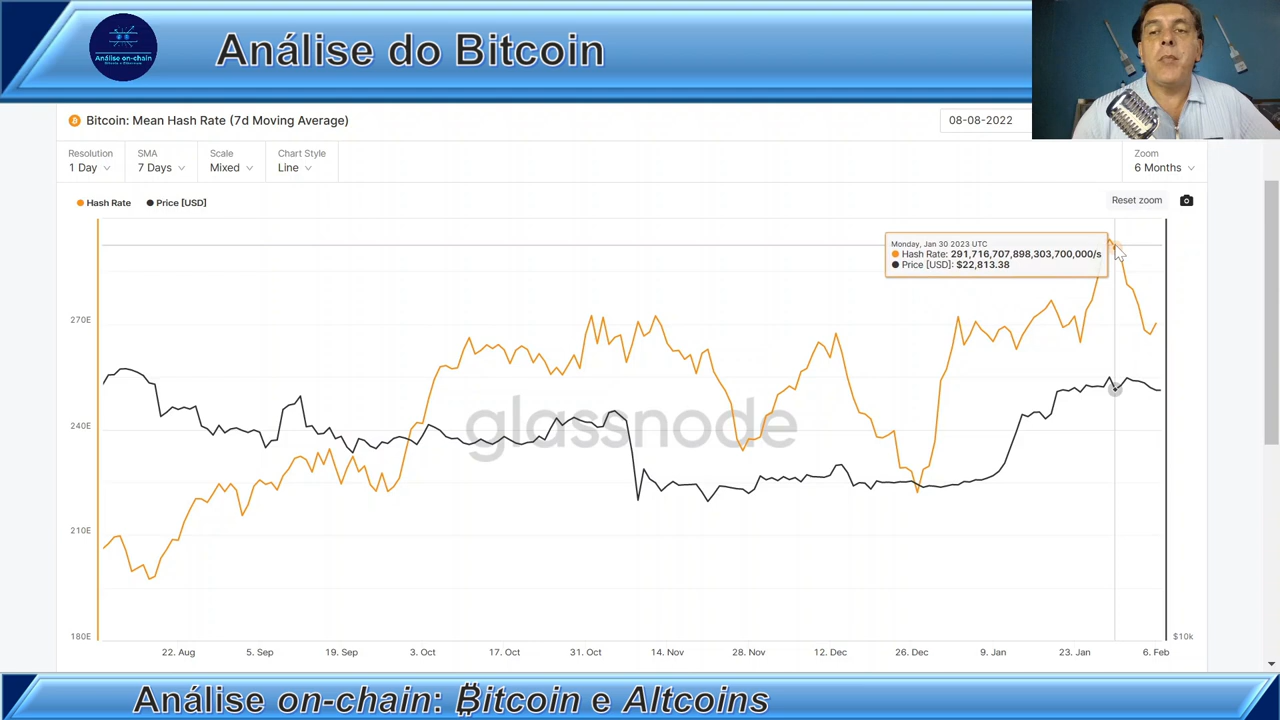 Análise on-chain
Análise do Bitcoin
Bitcoin: Mean Hash Rate (7d Moving Average)
08-08-2022
Resolution
1 Day
SMA
7 Days
Scale
Mixed
Chart Style
Line
Zoom
6 Months
Hash Rate
Price [USD]
Reset zoom
Monday, Jan 30 2023 UTC
Hash Rate: 291,716,707,898,303,700,000/s
Price [USD]: $22,813.38
270E
240E
210E
180E
$10k
glassnode
22. Aug
5. Sep
19. Sep
3. Oct
17. Oct
31. Oct
14. Nov
28. Nov
12. Dec
26. Dec
9. Jan
23. Jan
6. Feb
Análise on-chain: ₿itcoin e Altcoins